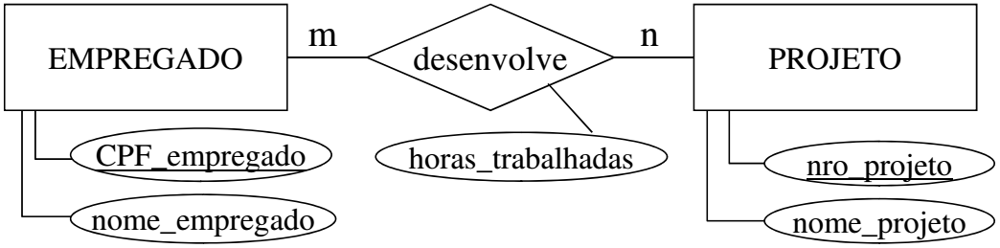 EMPREGADO
m
desenvolve
n
PROJETO
CPF_empregado
horas_trabalhadas
nro_projeto
nome_empregado
nome_projeto